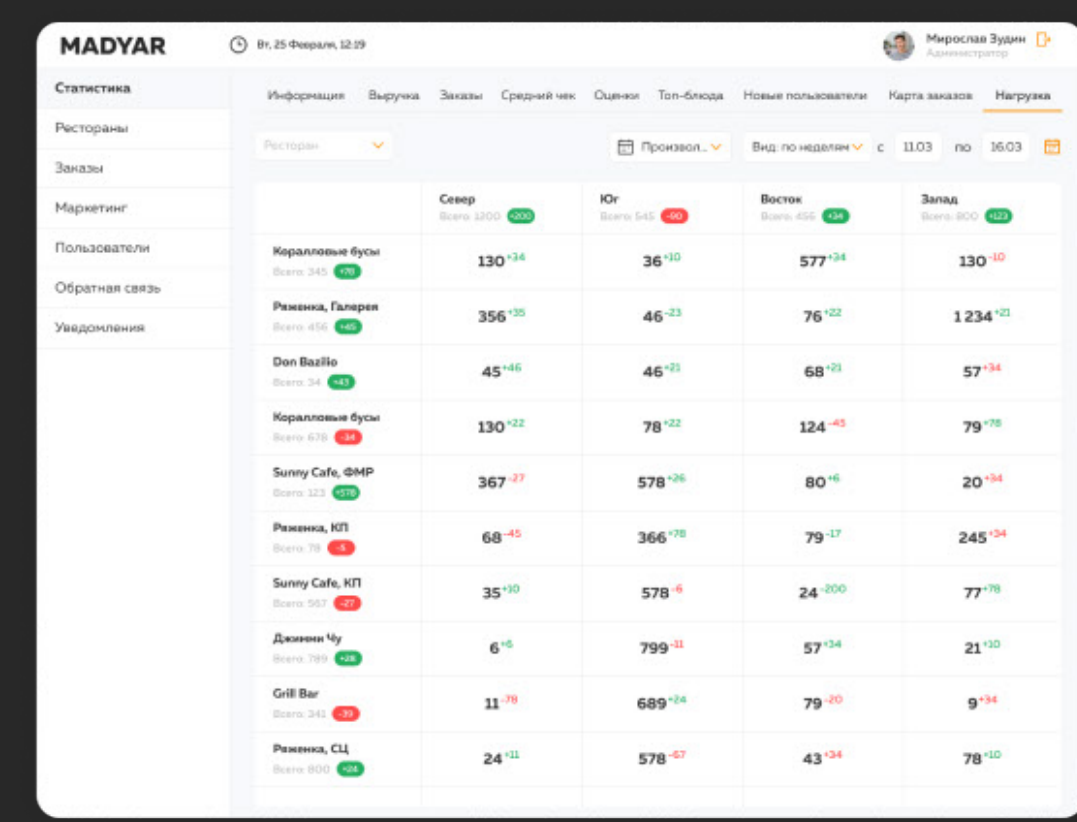 MADYAR
Вт, 25 Февраля, 12:19
Мирослав Зудин
Администратор
Статистика
Рестораны
Заказы
Маркетинг
Пользователи
Обратная связь
Уведомления
Информация Выручка Заказы Средний чек Оценки Топ-блюда Новые пользователи Карта заказов Нагрузка
Ресторан Произвол... Вид: по неделям с 11.03 по 16.03
Север Юг Восток Запад
Всего: 1200 +200 Всего: 545 -90 Всего: 456 +34 Всего: 800 +123
Коралловые бусы
Всего: 345 +78
130 +34 36 +10 577 +34 130 -10
Ряженка, Галерея
Всего: 456 +45
356 +35 46 -23 76 +22 1 234 +21
Don Bazilio
Всего: 34 +43
45 +46 46 +21 68 +21 57 +34
Коралловые бусы
Всего: 678 -34
130 +22 78 +22 124 -45 79 +78
Sunny Cafe, ФМР
Всего: 123 +578
367 -27 578 +26 80 +6 20 +34
Ряженка, КП
Всего: 78 -5
68 -45 366 +78 79 -17 245 +34
Sunny Cafe, КП
Всего: 567 -27
35 +10 578 -6 24 -200 77 +78
Джимми Чу
Всего: 789 +28
6 +6 799 -11 57 +34 21 +10
Grill Bar
Всего: 341 -39
11 -78 689 +24 79 -20 9 +34
Ряженка, СЦ
Всего: 800 +24
24 +11 578 -67 43 +34 78 +10